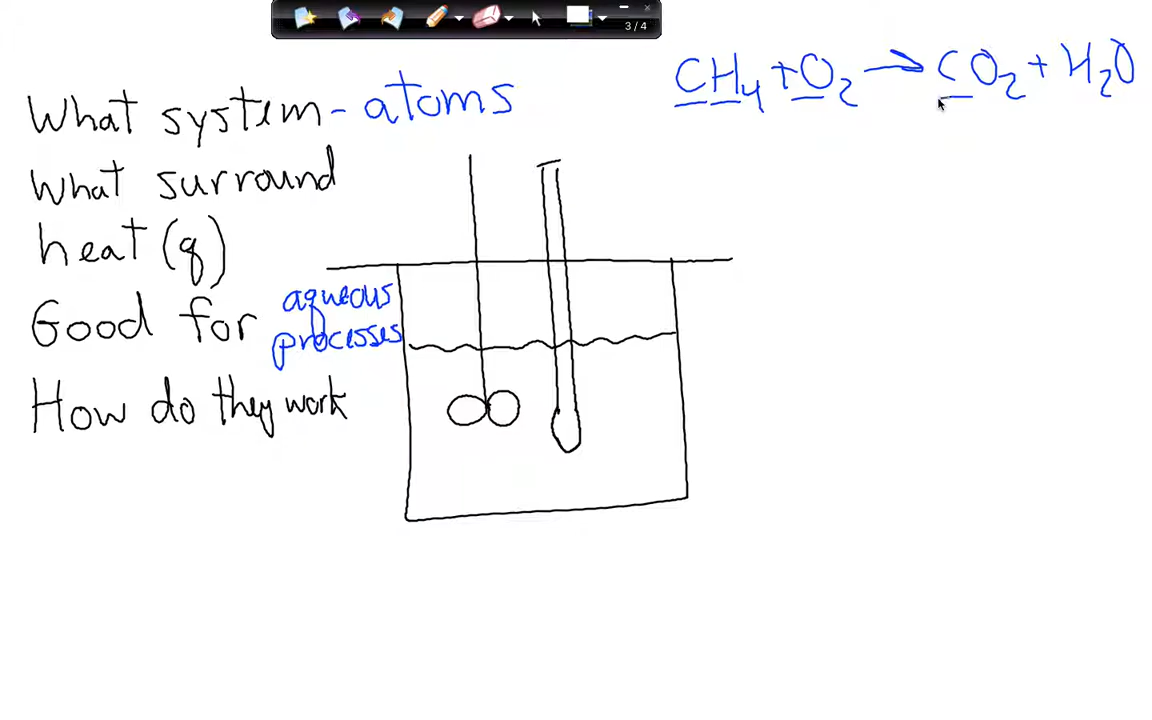 3/4
CH₄ + O₂ → CO₂ + H₂O
What system - atoms
What surround
heat (q)
Good for aqueous processes
How do they work